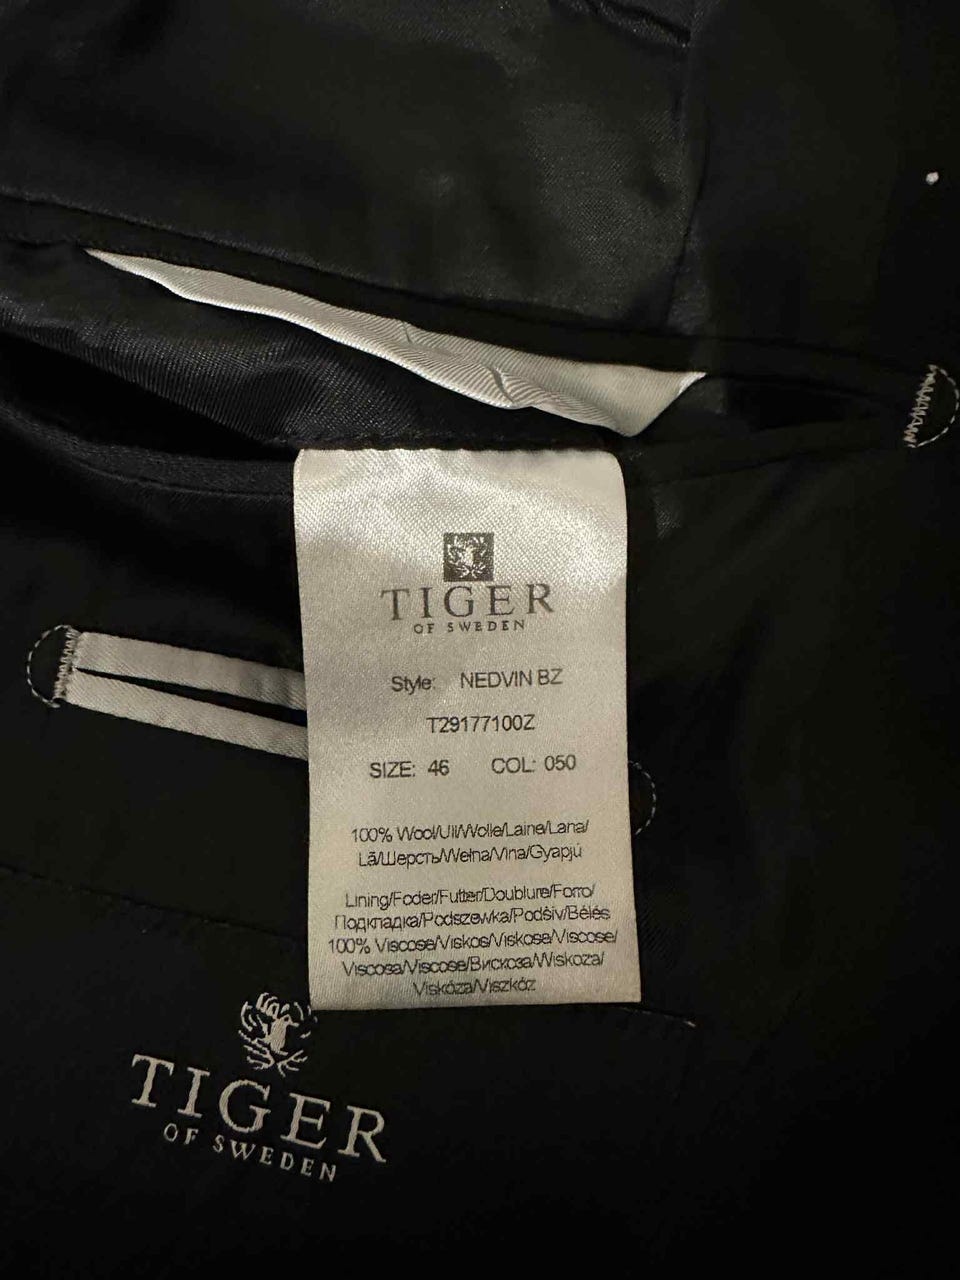 TIGER
OF SWEDEN
Style: NEDVIN BZ
T29177100Z
SIZE: 46 COL: 050
100% Wool/Ull/Wolle/Laine/Lana/
Lã/Шерсть/Wełna/Vlna/Gyapjú
Lining/Foder/Futter/Doublure/Forro/
Подкладка/Podszewka/Podšiv/Bélés
100% Viscose/Viskos/Viskose/Viscose/
Viscosa/Viscose/Вискоза/Wiskoza/
Viskóza/Viszkóz
TIGER
OF SWEDEN